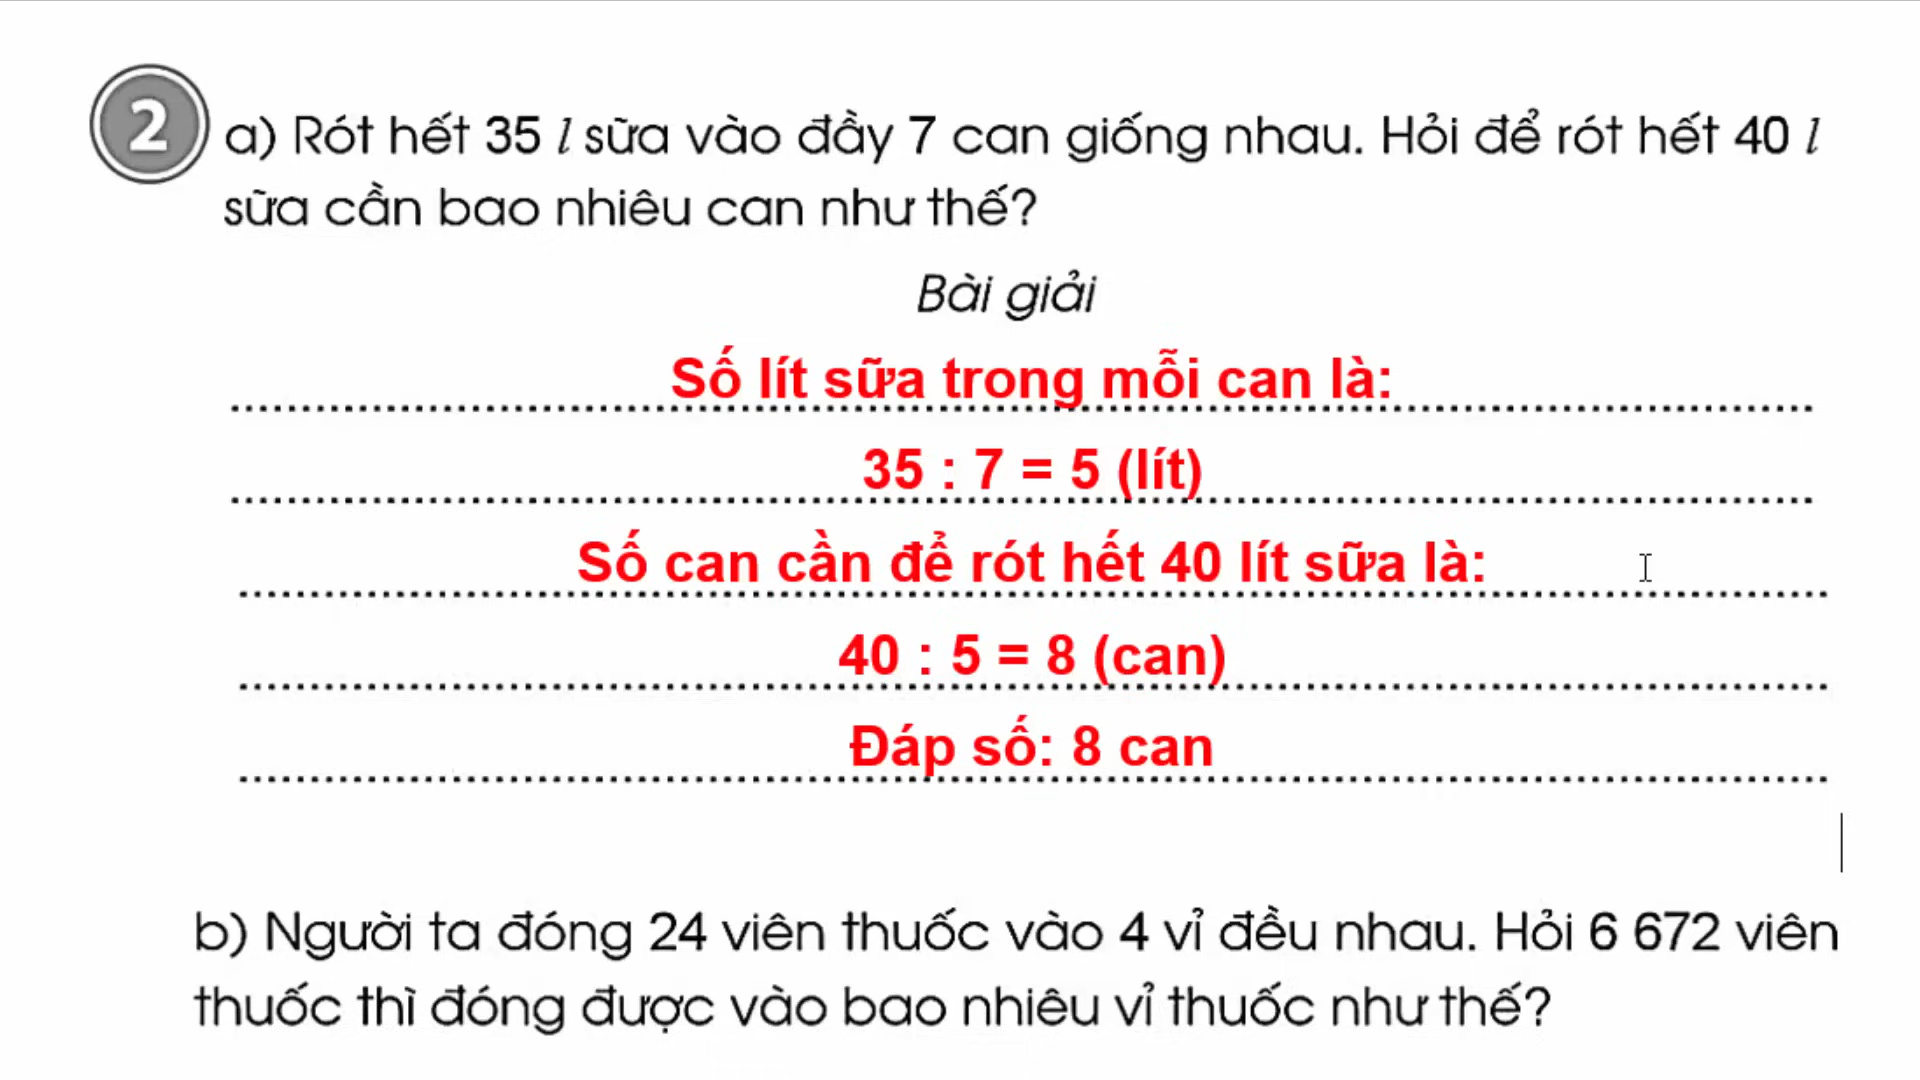 2
a) Rót hết 35 l sữa vào đầy 7 can giống nhau. Hỏi để rót hết 40 l
sữa cần bao nhiêu can như thế?
Bài giải
Số lít sữa trong mỗi can là:
35 : 7 = 5 (lít)
Số can cần để rót hết 40 lít sữa là:
40 : 5 = 8 (can)
Đáp số: 8 can
b) Người ta đóng 24 viên thuốc vào 4 vỉ đều nhau. Hỏi 6 672 viên
thuốc thì đóng được vào bao nhiêu vỉ thuốc như thế?